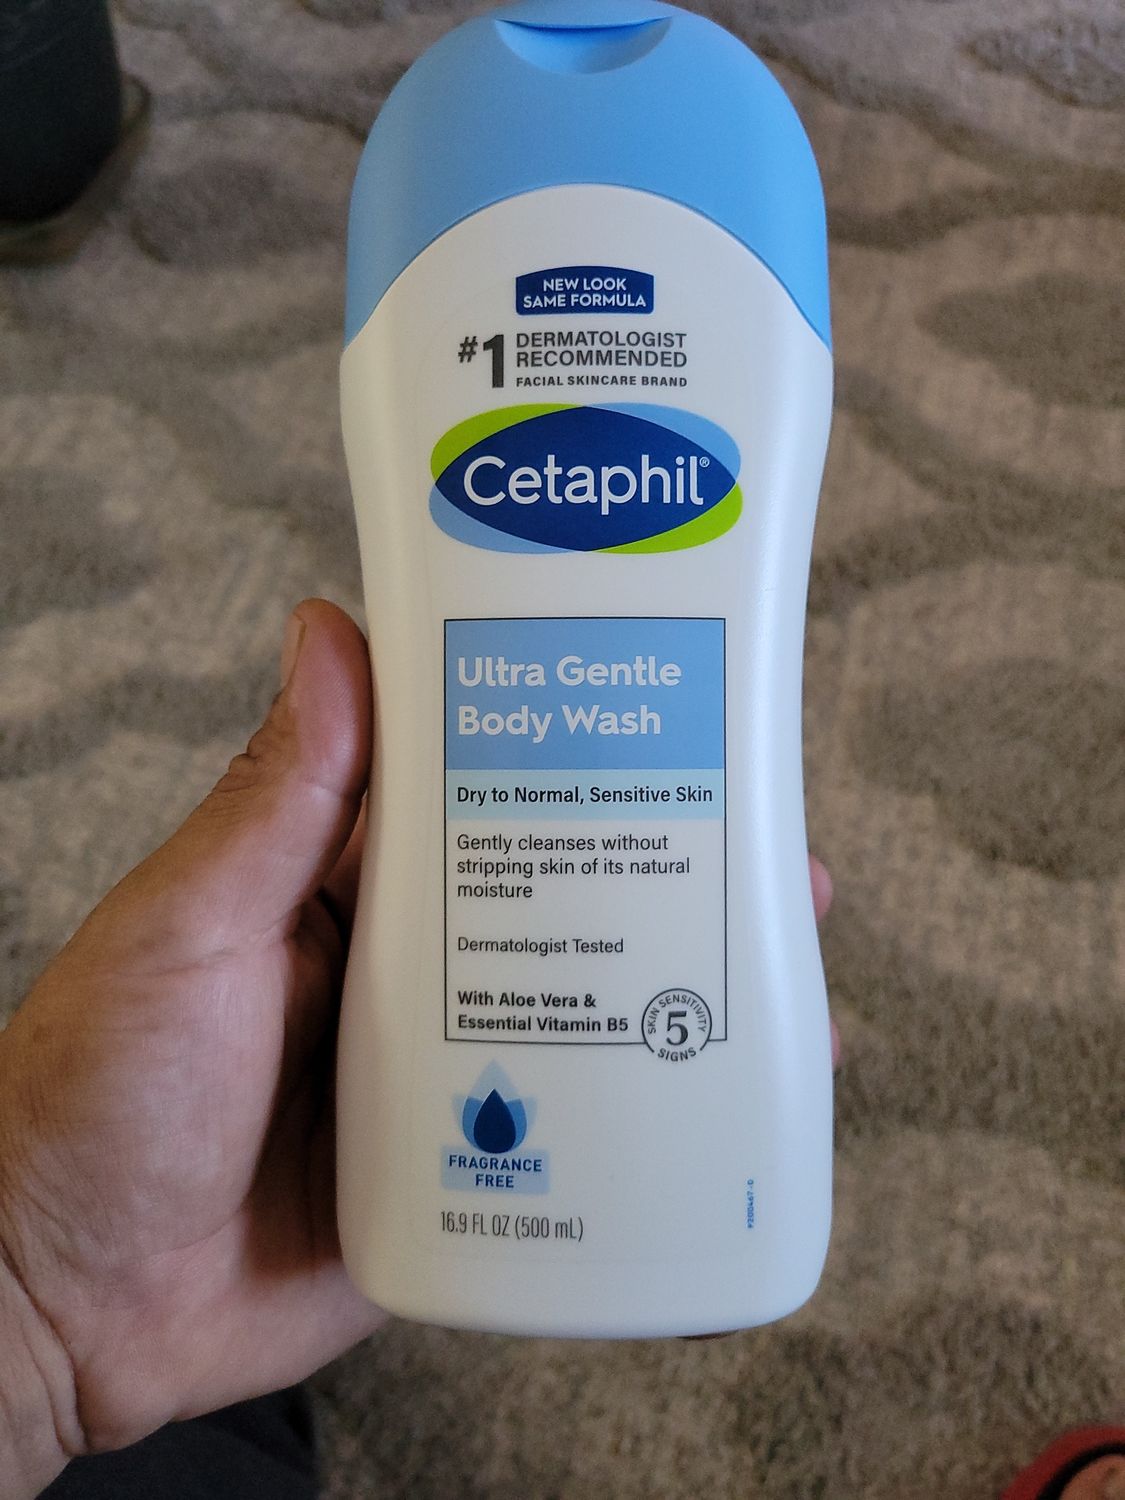 NEW LOOK
SAME FORMULA
#1 DERMATOLOGIST
RECOMMENDED
FACIAL SKINCARE BRAND
Cetaphil®
Ultra Gentle
Body Wash
Dry to Normal, Sensitive Skin
Gently cleanses without
stripping skin of its natural
moisture
Dermatologist Tested
With Aloe Vera &
Essential Vitamin B5
SKIN SENSITIVITY
5
SIGNS
FRAGRANCE
FREE
16.9 FL OZ (500 mL)
P200467-0